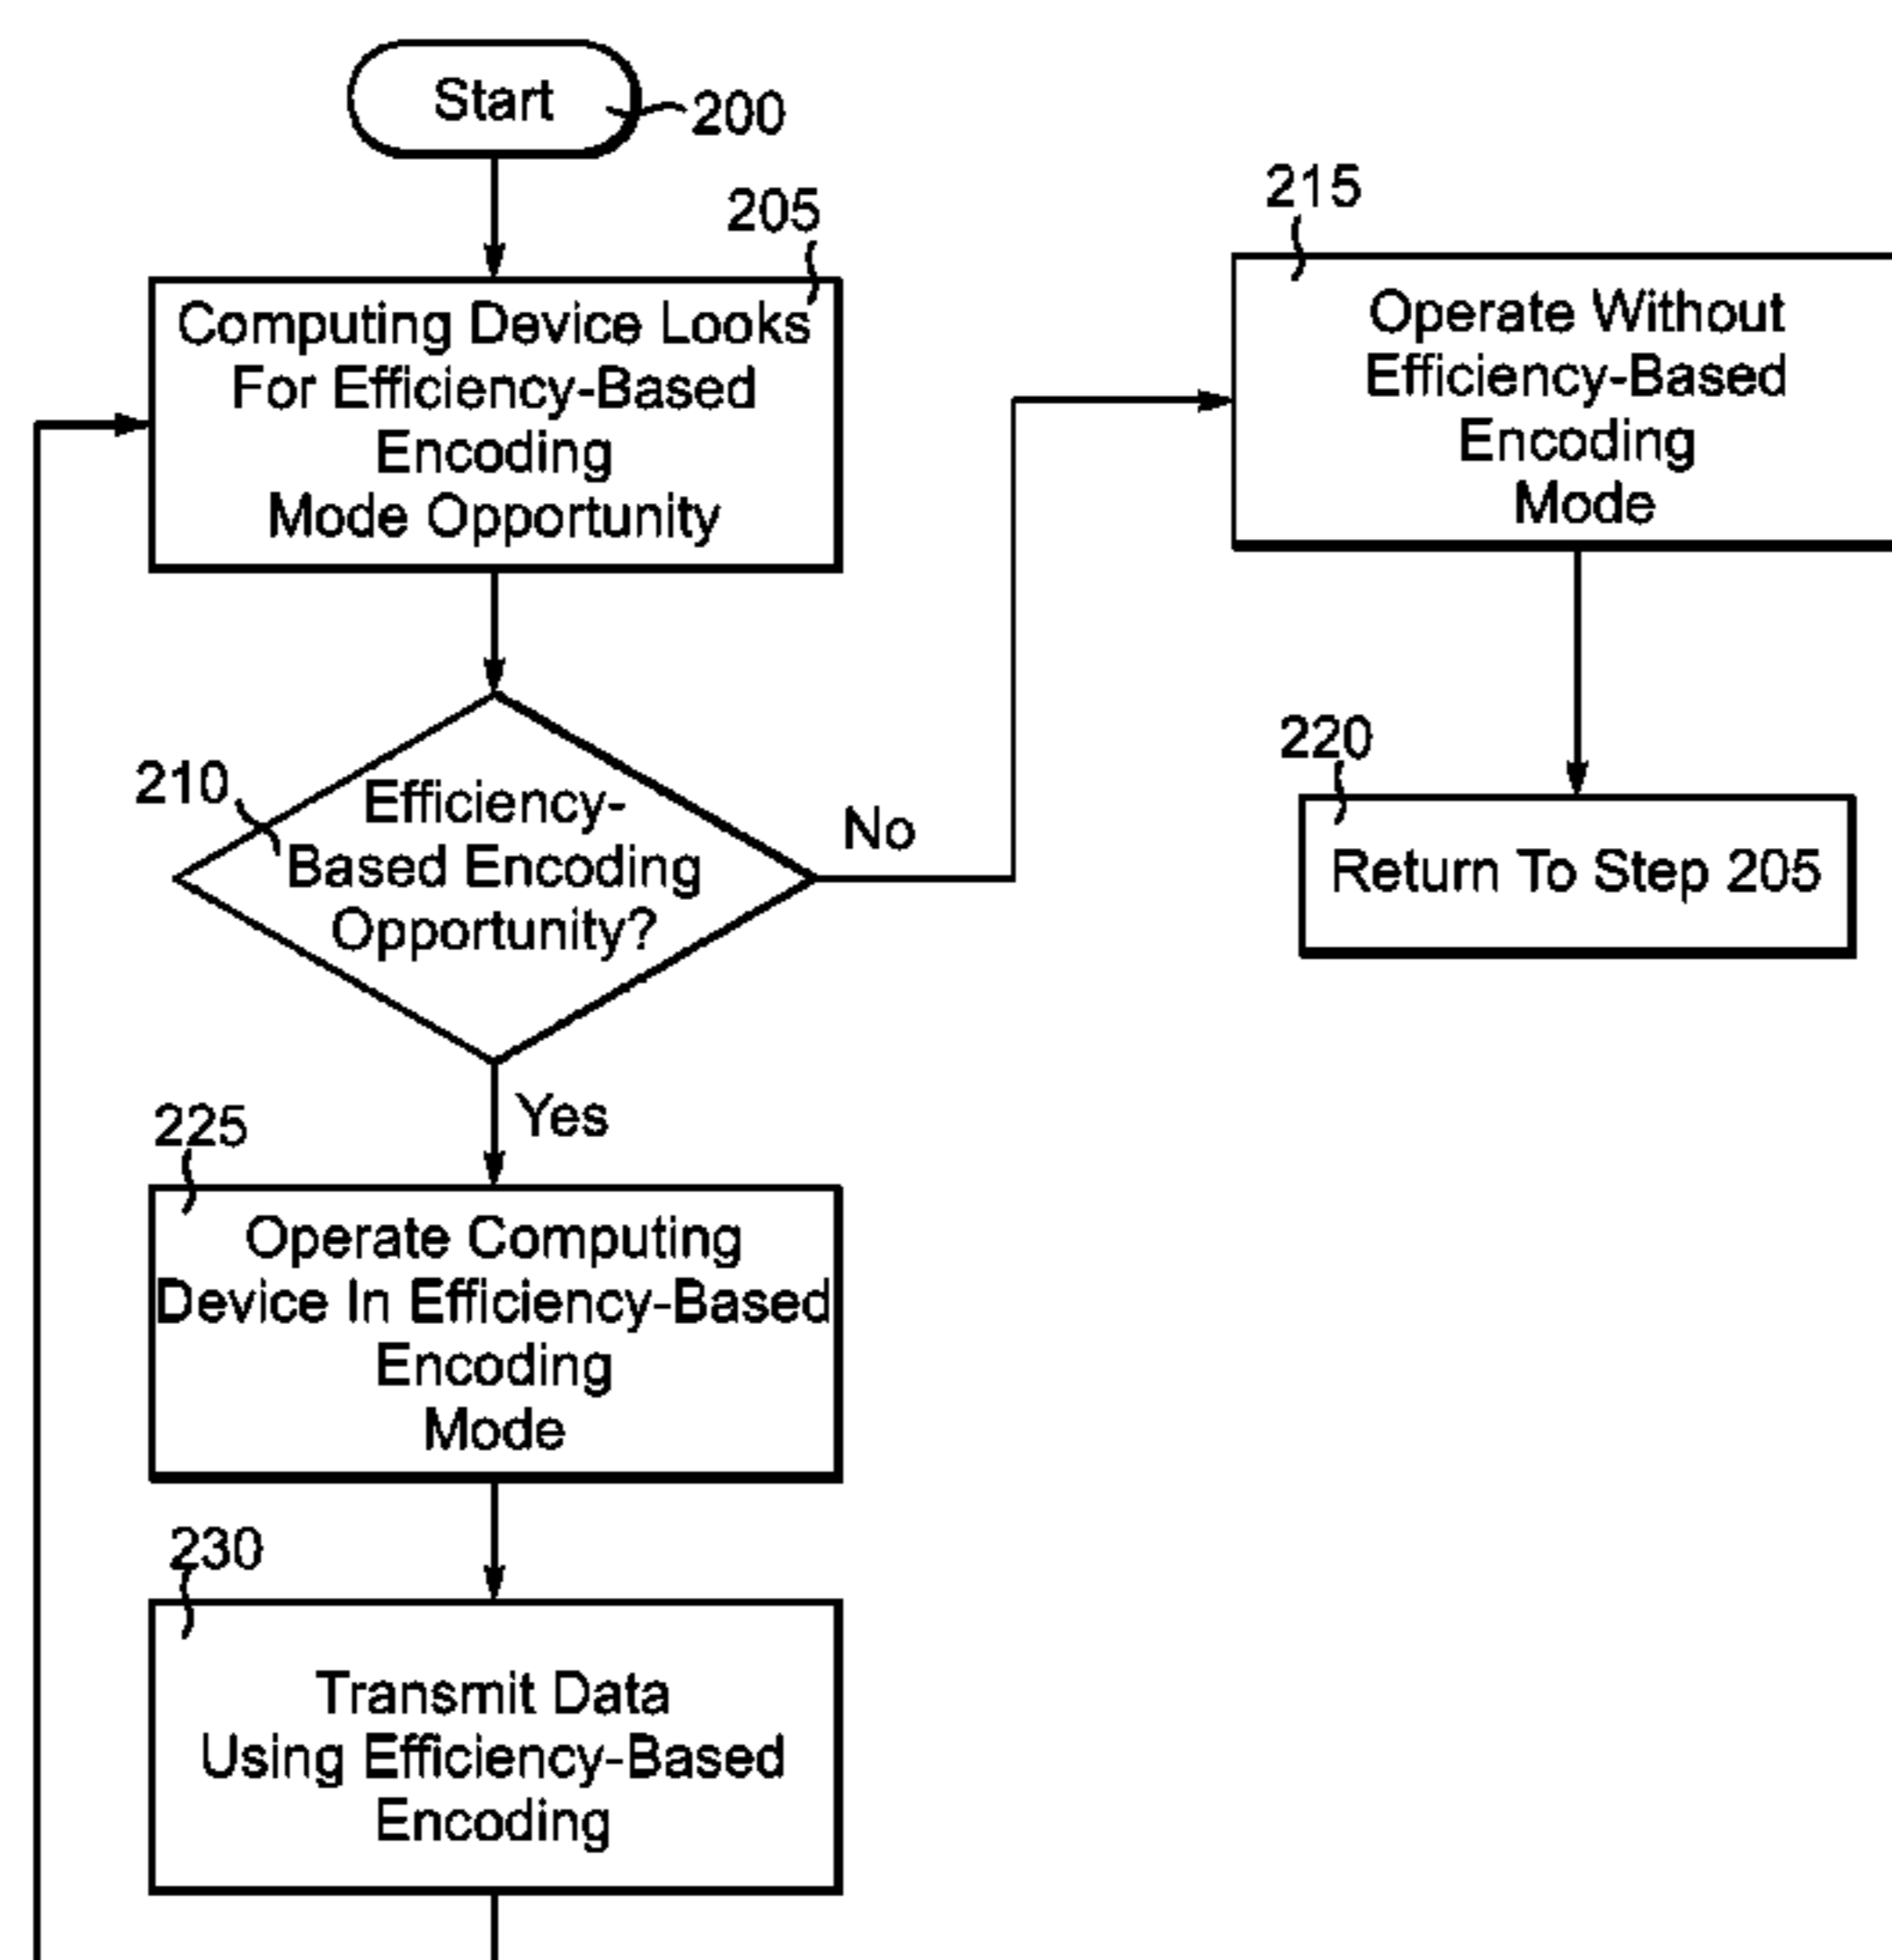 Start
200
205
Computing Device Looks
For Efficiency-Based
Encoding
Mode Opportunity
215
Operate Without
Efficiency-Based
Encoding
Mode
210
Efficiency-
Based Encoding
Opportunity?
No
220
Return To Step 205
Yes
225
Operate Computing
Device In Efficiency-Based
Encoding
Mode
230
Transmit Data
Using Efficiency-Based
Encoding